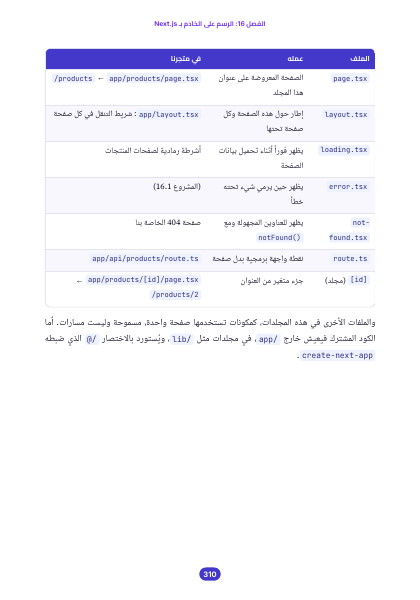 الفصل 16: الرسم على الخادم بـ Next.js
الملف عمله في متجرنا
page.tsx الصفحة المعروضة على عنوان app/products/page.tsx ← /products
هذا المجلد
layout.tsx إطار حول هذه الصفحة وكل app/layout.tsx : شريط التنقل في كل صفحة
صفحة تحتها
loading.tsx يظهر فوراً أثناء تحميل بيانات أشرطة رمادية لصفحات المنتجات
الصفحة
error.tsx يظهر حين يرمي شيء تحته (المشروع 16.1)
خطأ
not- يظهر للعناوين المجهولة ومع صفحة 404 الخاصة بنا
found.tsx notFound()
route.ts نقطة واجهة برمجية بدل صفحة app/api/products/route.ts
[id] (مجلد) جزء متغير من العنوان app/products/[id]/page.tsx ←
/products/2
والملفات الأخرى في هذه المجلدات، كمكونات تستخدمها صفحة واحدة، مسموحة وليست مسارات. أما
الكود المشترك فيعيش خارج app/ ، في مجلدات مثل lib/ ، ويُستورد بالاختصار @/ الذي ضبطه
create-next-app .
310